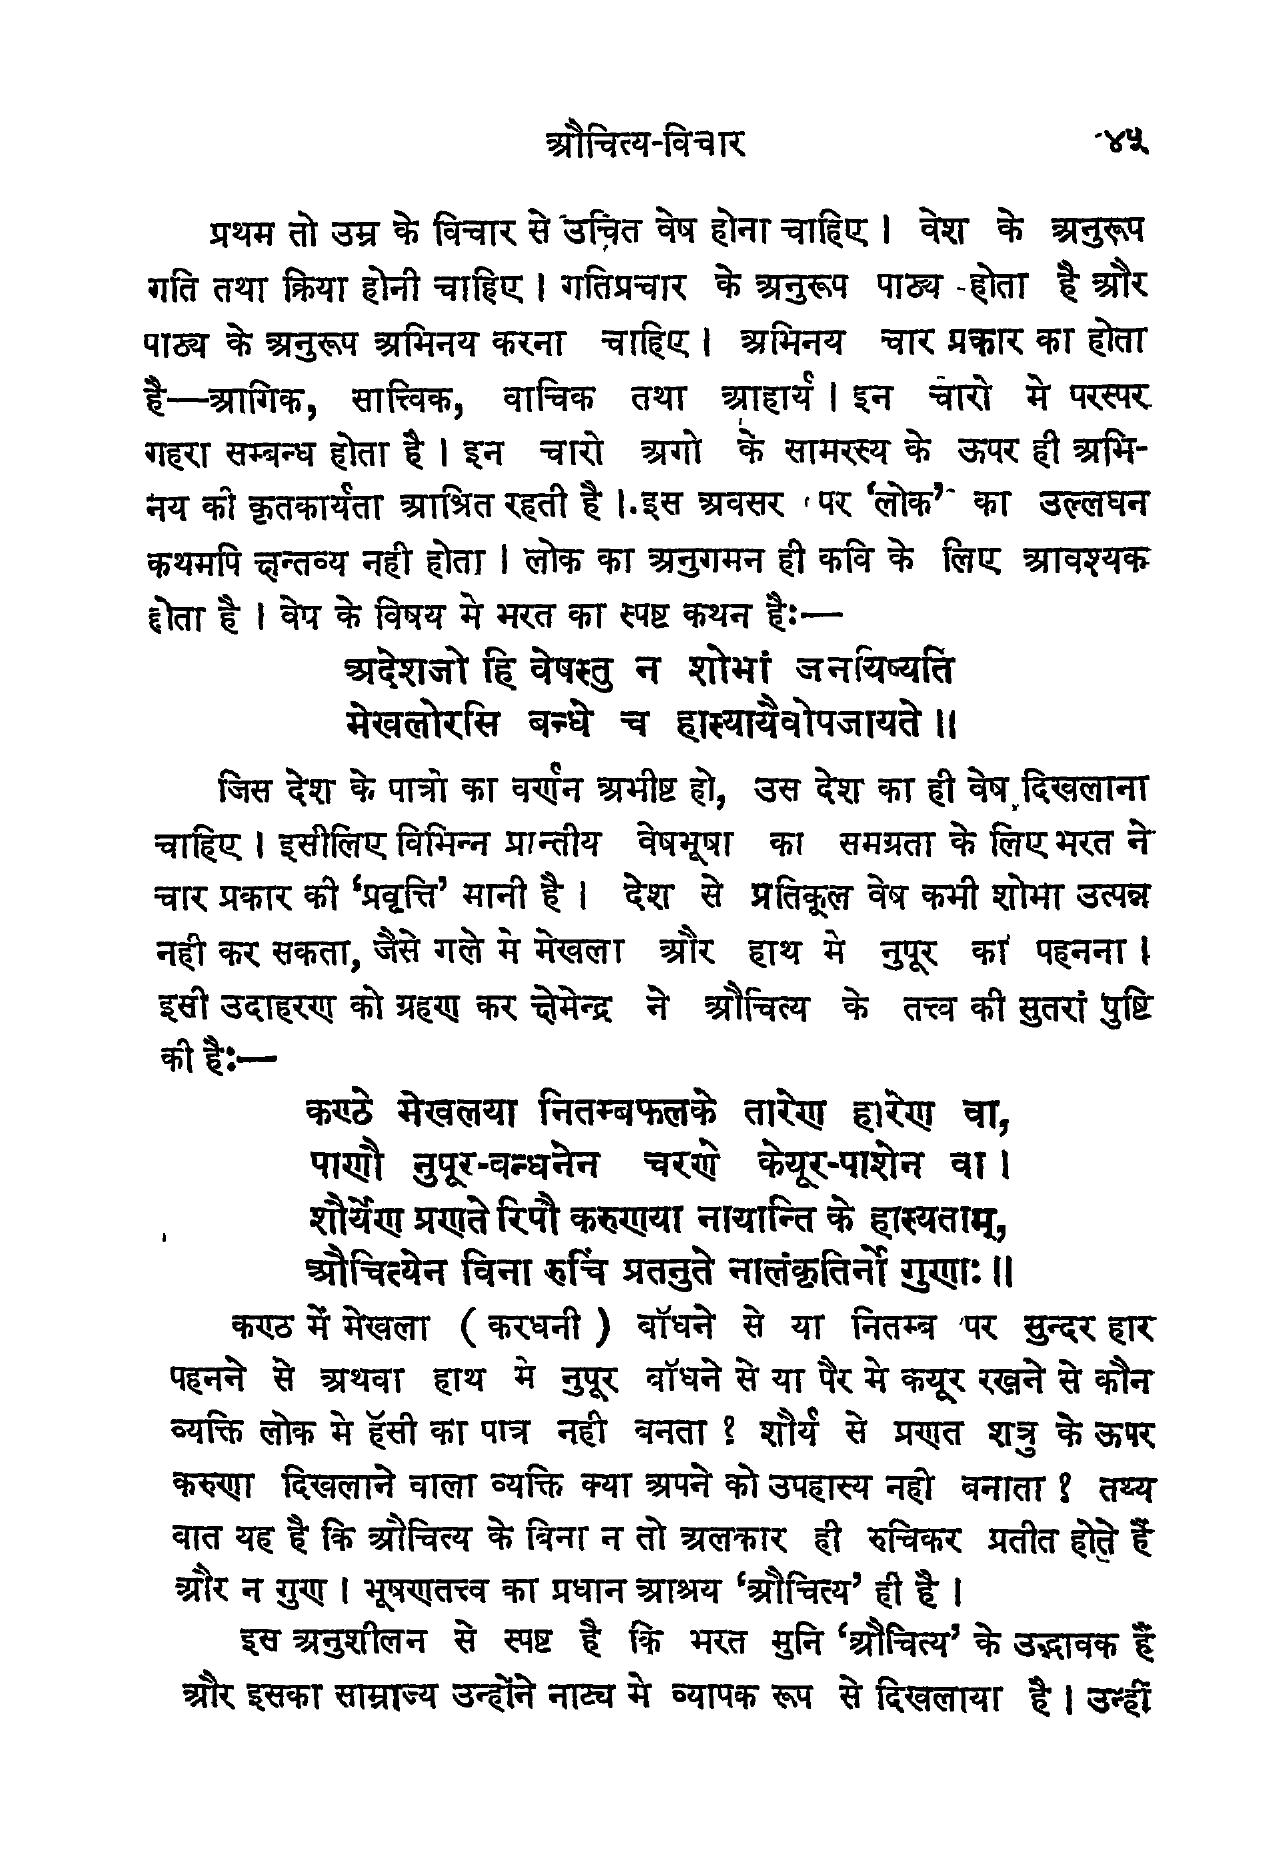 औचित्य-विचार ४५
प्रथम तो उम्र के विचार से उचित वेष होना चाहिए । वेश के अनुरूप
गति तथा क्रिया होनी चाहिए । गतिप्रचार के अनुरूप पाठ्य होता है और
पाठ्य के अनुरूप अभिनय करना चाहिए । अभिनय चार प्रकार का होता
है—आगिक, सात्त्विक, वाचिक तथा आहार्य । इन चारो मे परस्पर
गहरा सम्बन्ध होता है । इन चारो अगो के सामरस्य के ऊपर ही अभि-
नय की कृतकार्यता आश्रित रहती है । इस अवसर पर ‘लोक’ का उल्लघन
कथमपि क्षन्तव्य नही होता । लोक का अनुगमन ही कवि के लिए आवश्यक
होता है । वेप के विषय मे भरत का स्पष्ट कथन है:—
अदेशजो हि वेषस्तु न शोभां जनयिष्यति
मेखलोरसि बन्धे च हास्यायैवोपजायते ॥
जिस देश के पात्रो का वर्णन अभीष्ट हो, उस देश का ही वेष दिखलाना
चाहिए । इसीलिए विभिन्न प्रान्तीय वेषभूषा का समग्रता के लिए भरत ने
चार प्रकार की ‘प्रवृत्ति’ मानी है । देश से प्रतिकूल वेष कभी शोभा उत्पन्न
नही कर सकता, जैसे गले मे मेखला और हाथ मे नुपूर का पहनना ।
इसी उदाहरण को ग्रहण कर क्षेमेन्द्र ने औचित्य के तत्त्व की सुतरां पुष्टि
की है:—
कण्ठे मेखलया नितम्बफलके तारेण हारेण वा,
पाणौ नुपूर-वन्धनेन चरणे केयूर-पाशेन वा ।
शौर्येण प्रणते रिपौ करुणया नायान्ति के हास्यताम्,
औचित्येन विना रुचिं प्रतनुते नालंकृतिर्नो गुणाः ॥
कण्ठ में मेखला ( करधनी ) बॉधने से या नितम्ब पर सुन्दर हार
पहनने से अथवा हाथ मे नुपूर बॉधने से या पैर मे कयूर रखने से कौन
व्यक्ति लोक मे हॅसी का पात्र नही बनता ? शौर्य से प्रणत शत्रु के ऊपर
करुणा दिखलाने वाला व्यक्ति क्या अपने को उपहास्य नही बनाता ? तथ्य
वात यह है कि औचित्य के बिना न तो अलकार ही रुचिकर प्रतीत होते हैं
और न गुण । भूषणतत्त्व का प्रधान आश्रय ‘औचित्य’ ही है ।
इस अनुशीलन से स्पष्ट है कि भरत मुनि ‘औचित्य’ के उद्भावक हैं
और इसका साम्राज्य उन्होंने नाट्य मे व्यापक रूप से दिखलाया है । उन्हीं